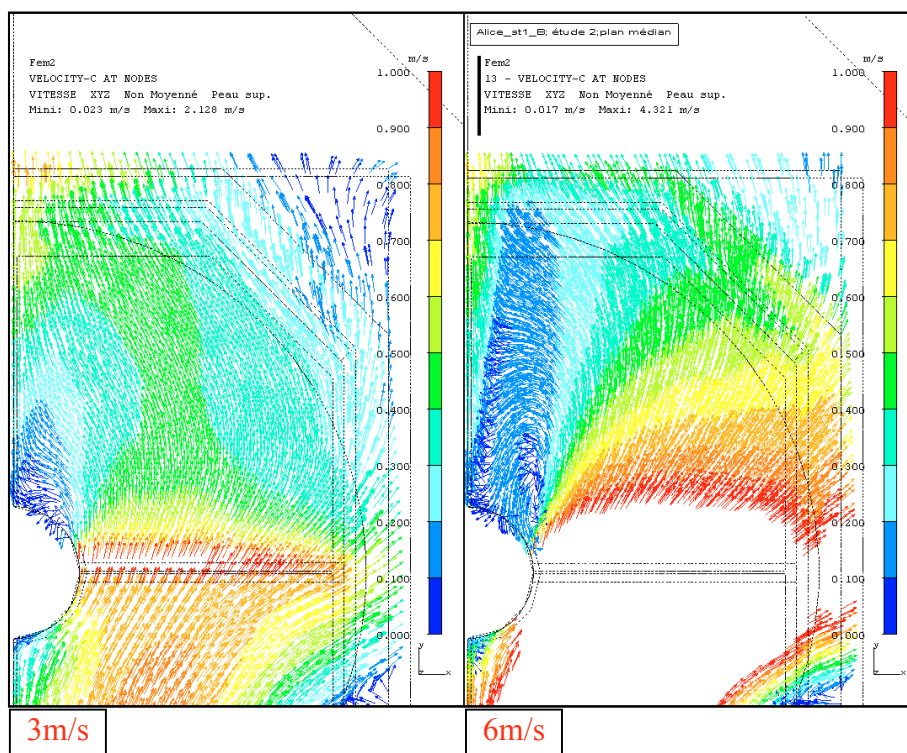 Fem2
VELOCITY-C AT NODES
VITESSE XYZ Non Moyenné Peau sup.
Mini: 0.023 m/s Maxi: 2.128 m/s
m/s
1.000
0.900
0.800
0.700
0.600
0.500
0.400
0.300
0.200
0.100
0.000
y
z x
3m/s
Alice_st1_B; étude 2;plan médian
Fem2
13 - VELOCITY-C AT NODES
VITESSE XYZ Non Moyenné Peau sup.
Mini: 0.017 m/s Maxi: 4.321 m/s
m/s
1.000
0.900
0.800
0.700
0.600
0.500
0.400
0.300
0.200
0.100
0.000
y
z x
6m/s